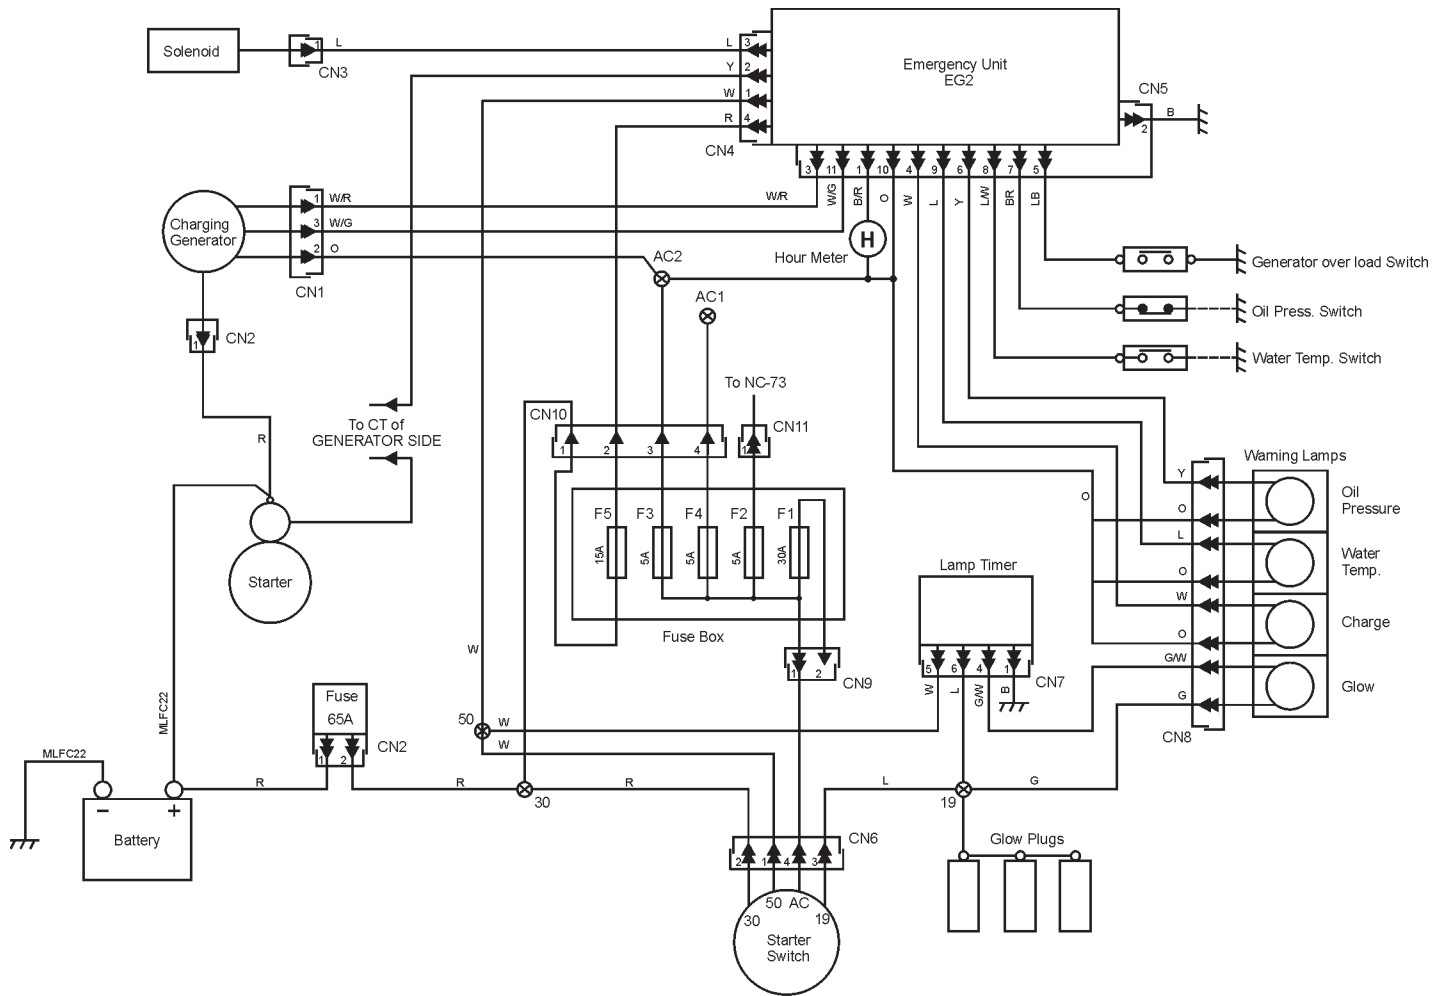 Solenoid
1
L
CN3
L
3
Y
2
W
1
R
4
CN4
Emergency Unit
EG2
CN5
B
2
3
11
1
10
4
9
6
8
7
5
W/R
W/G
B/R
O
W
L
Y
L/W
BR
LB
Charging
Generator
1
W/R
3
W/G
2
O
CN1
H
Hour Meter
AC2
AC1
Generator over load Switch
Oil Press. Switch
Water Temp. Switch
CN2
1
R
To CT of
GENERATOR SIDE
To NC-73
CN10
CN11
1
2
3
4
1
F5
F3
F4
F2
F1
15A
5A
5A
5A
30A
Fuse Box
CN9
1
2
Starter
MLFC22
Warning Lamps
Y
O
O
L
O
W
O
G/W
G
Oil
Pressure
Water
Temp.
Charge
Glow
CN8
Lamp Timer
5
6
4
1
CN7
W
L
G/W
B
W
50
W
W
Fuse
65A
CN2
1
2
MLFC22
R
R
30
R
L
19
G
Battery
−
+
CN6
2
1
4
3
50
AC
30
19
Starter
Switch
Glow Plugs